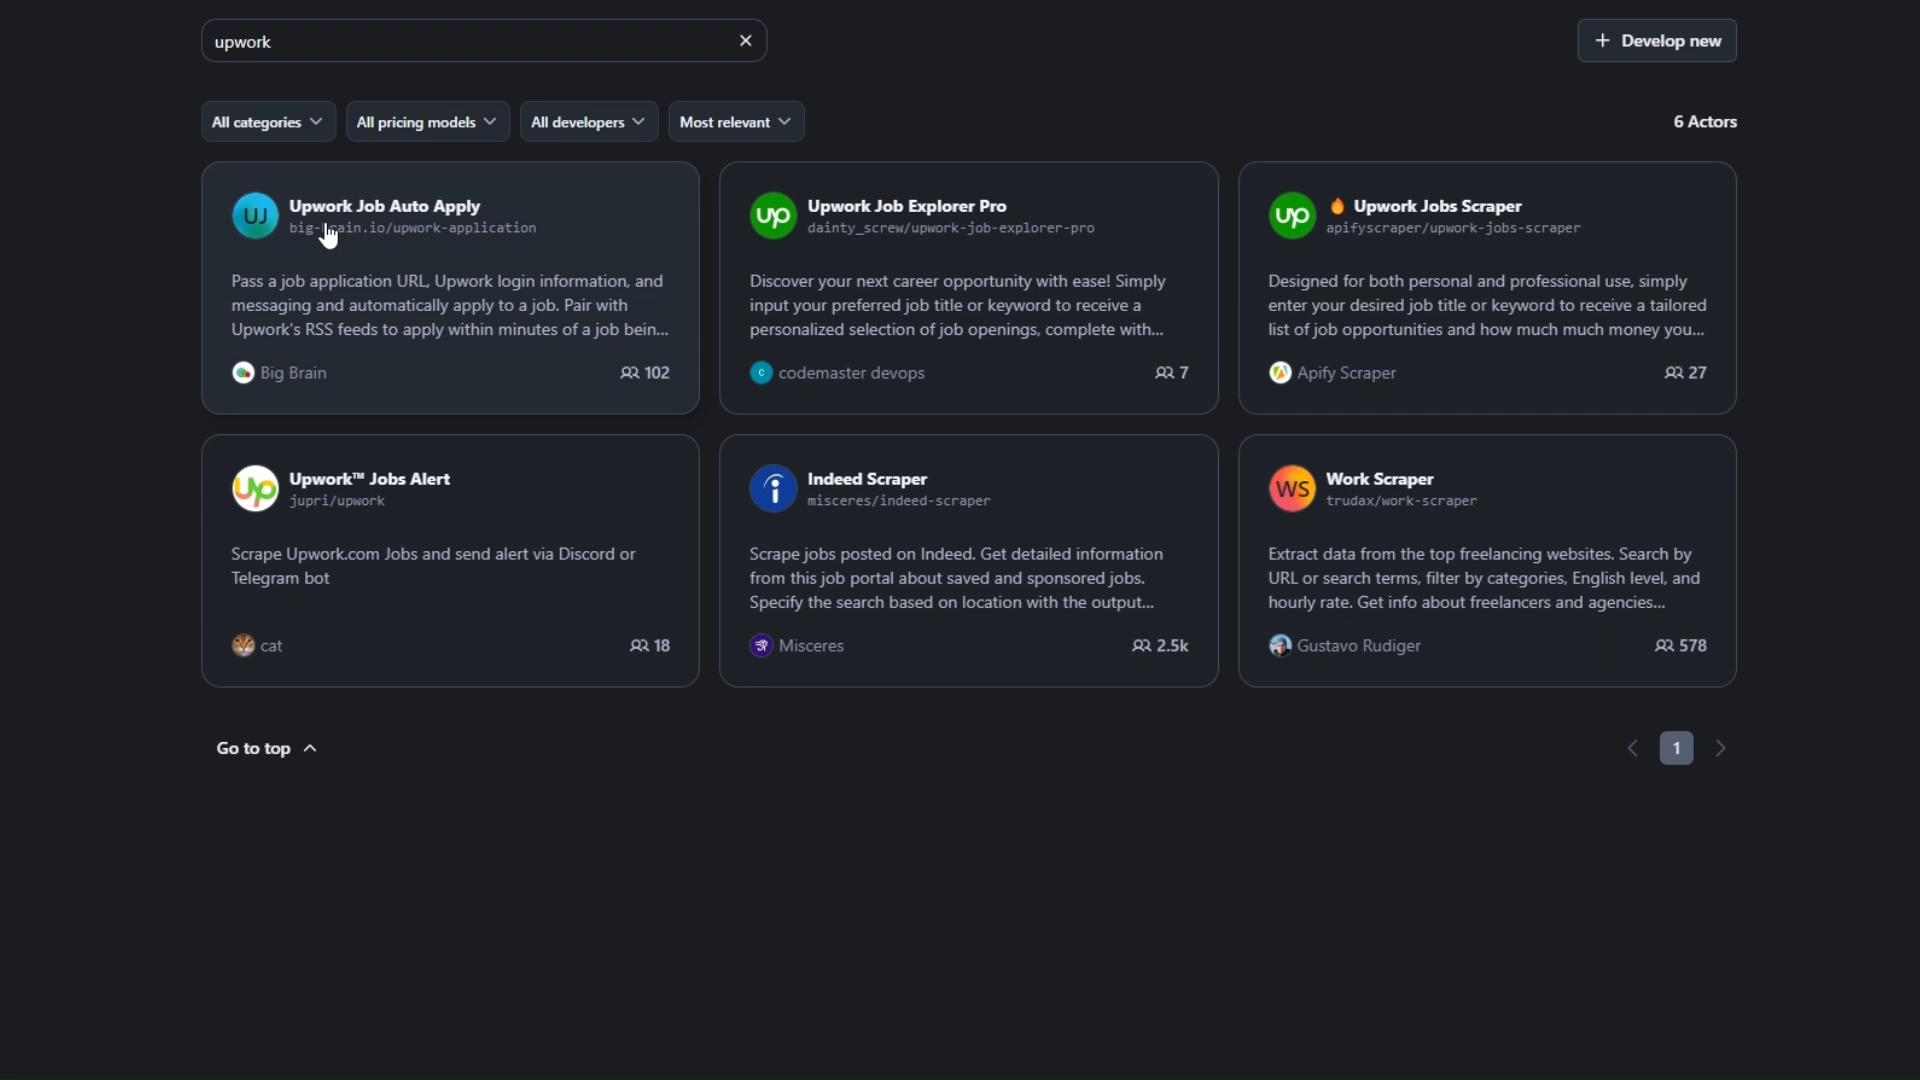 upwork
+ Develop new
All categories All pricing models All developers Most relevant 6 Actors
UJ Upwork Job Auto Apply
big-brain.io/upwork-application
Pass a job application URL, Upwork login information, and
messaging and automatically apply to a job. Pair with
Upwork's RSS feeds to apply within minutes of a job bein...
Big Brain 102
up Upwork Job Explorer Pro
dainty_screw/upwork-job-explorer-pro
Discover your next career opportunity with ease! Simply
input your preferred job title or keyword to receive a
personalized selection of job openings, complete with...
C codemaster devops 7
up 🔥 Upwork Jobs Scraper
apifyscraper/upwork-jobs-scraper
Designed for both personal and professional use, simply
enter your desired job title or keyword to receive a tailored
list of job opportunities and how much much money you...
Apify Scraper 27
Up Upwork™ Jobs Alert
jupri/upwork
Scrape Upwork.com Jobs and send alert via Discord or
Telegram bot
cat 18
i Indeed Scraper
misceres/indeed-scraper
Scrape jobs posted on Indeed. Get detailed information
from this job portal about saved and sponsored jobs.
Specify the search based on location with the output...
Misceres 2.5k
WS Work Scraper
trudax/work-scraper
Extract data from the top freelancing websites. Search by
URL or search terms, filter by categories, English level, and
hourly rate. Get info about freelancers and agencies...
Gustavo Rudiger 578
Go to top 1